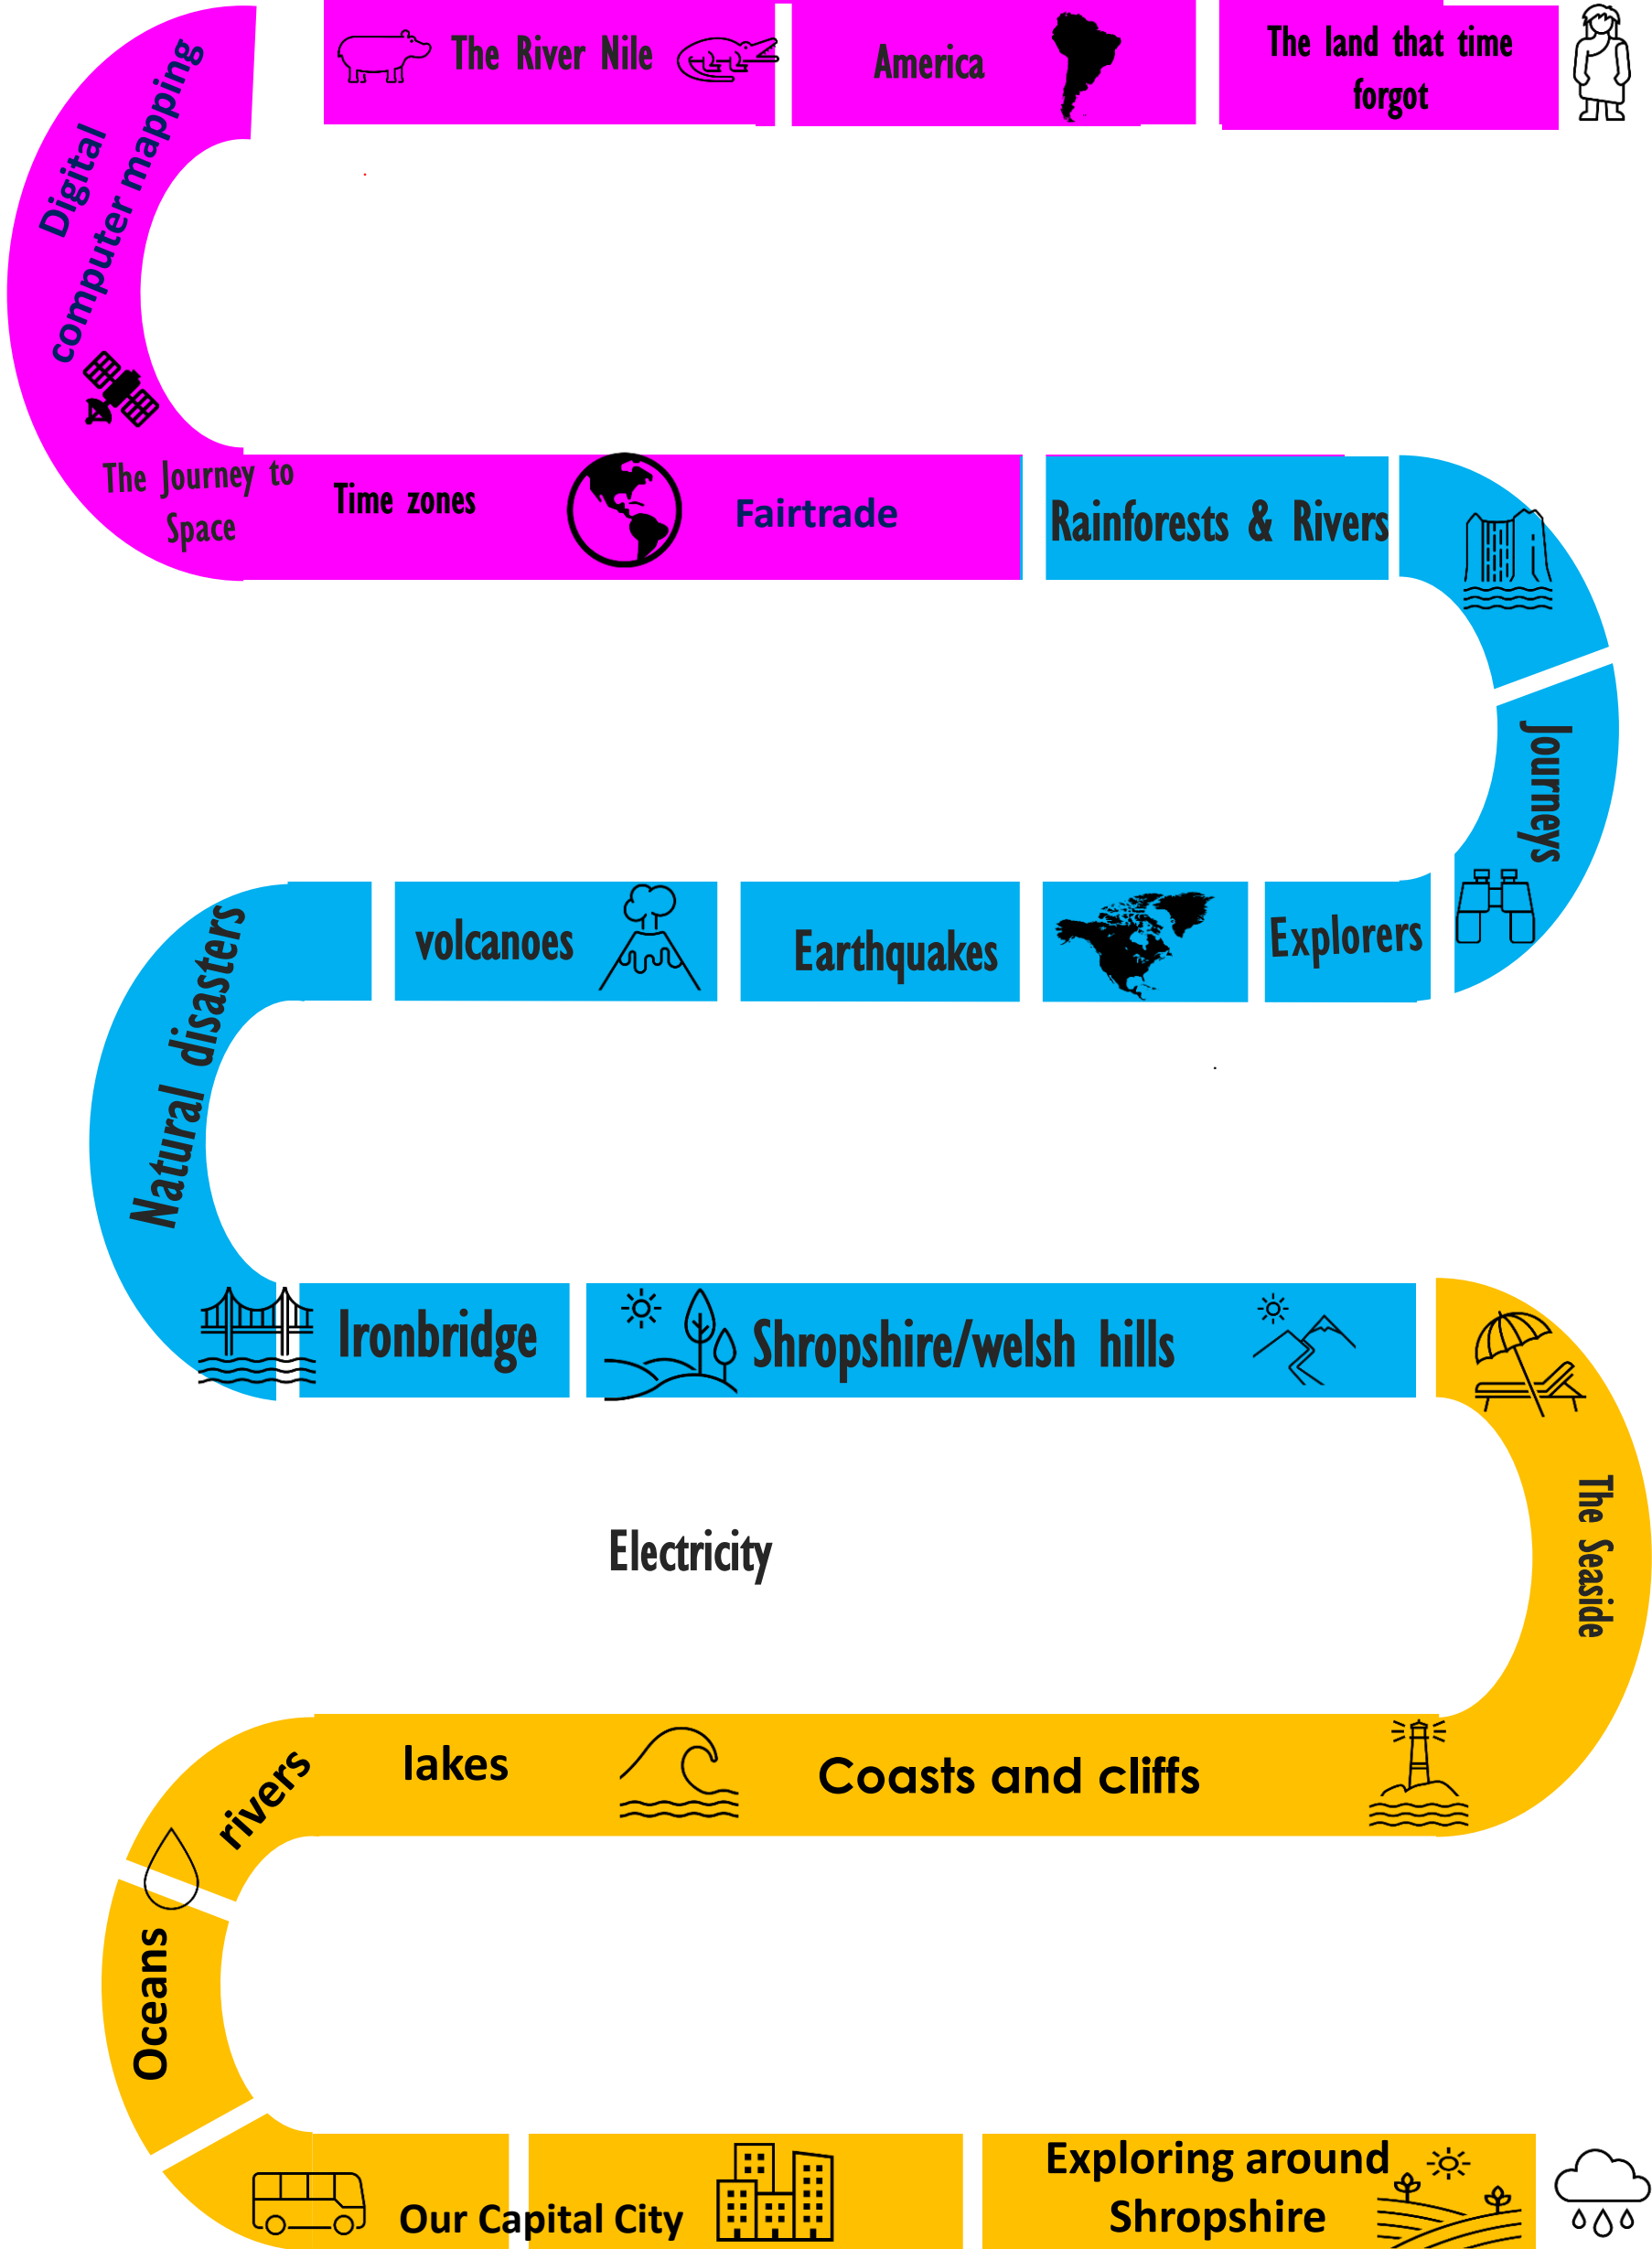 The River Nile
America
The land that time
forgot
Digital
computer mapping
The Journey to
Space
Time zones
Fairtrade
Rainforests & Rivers
Journeys
Explorers
Earthquakes
volcanoes
Natural disasters
Ironbridge
Shropshire/welsh hills
The Seaside
Electricity
lakes
Coasts and cliffs
rivers
Oceans
Our Capital City
Exploring around
Shropshire